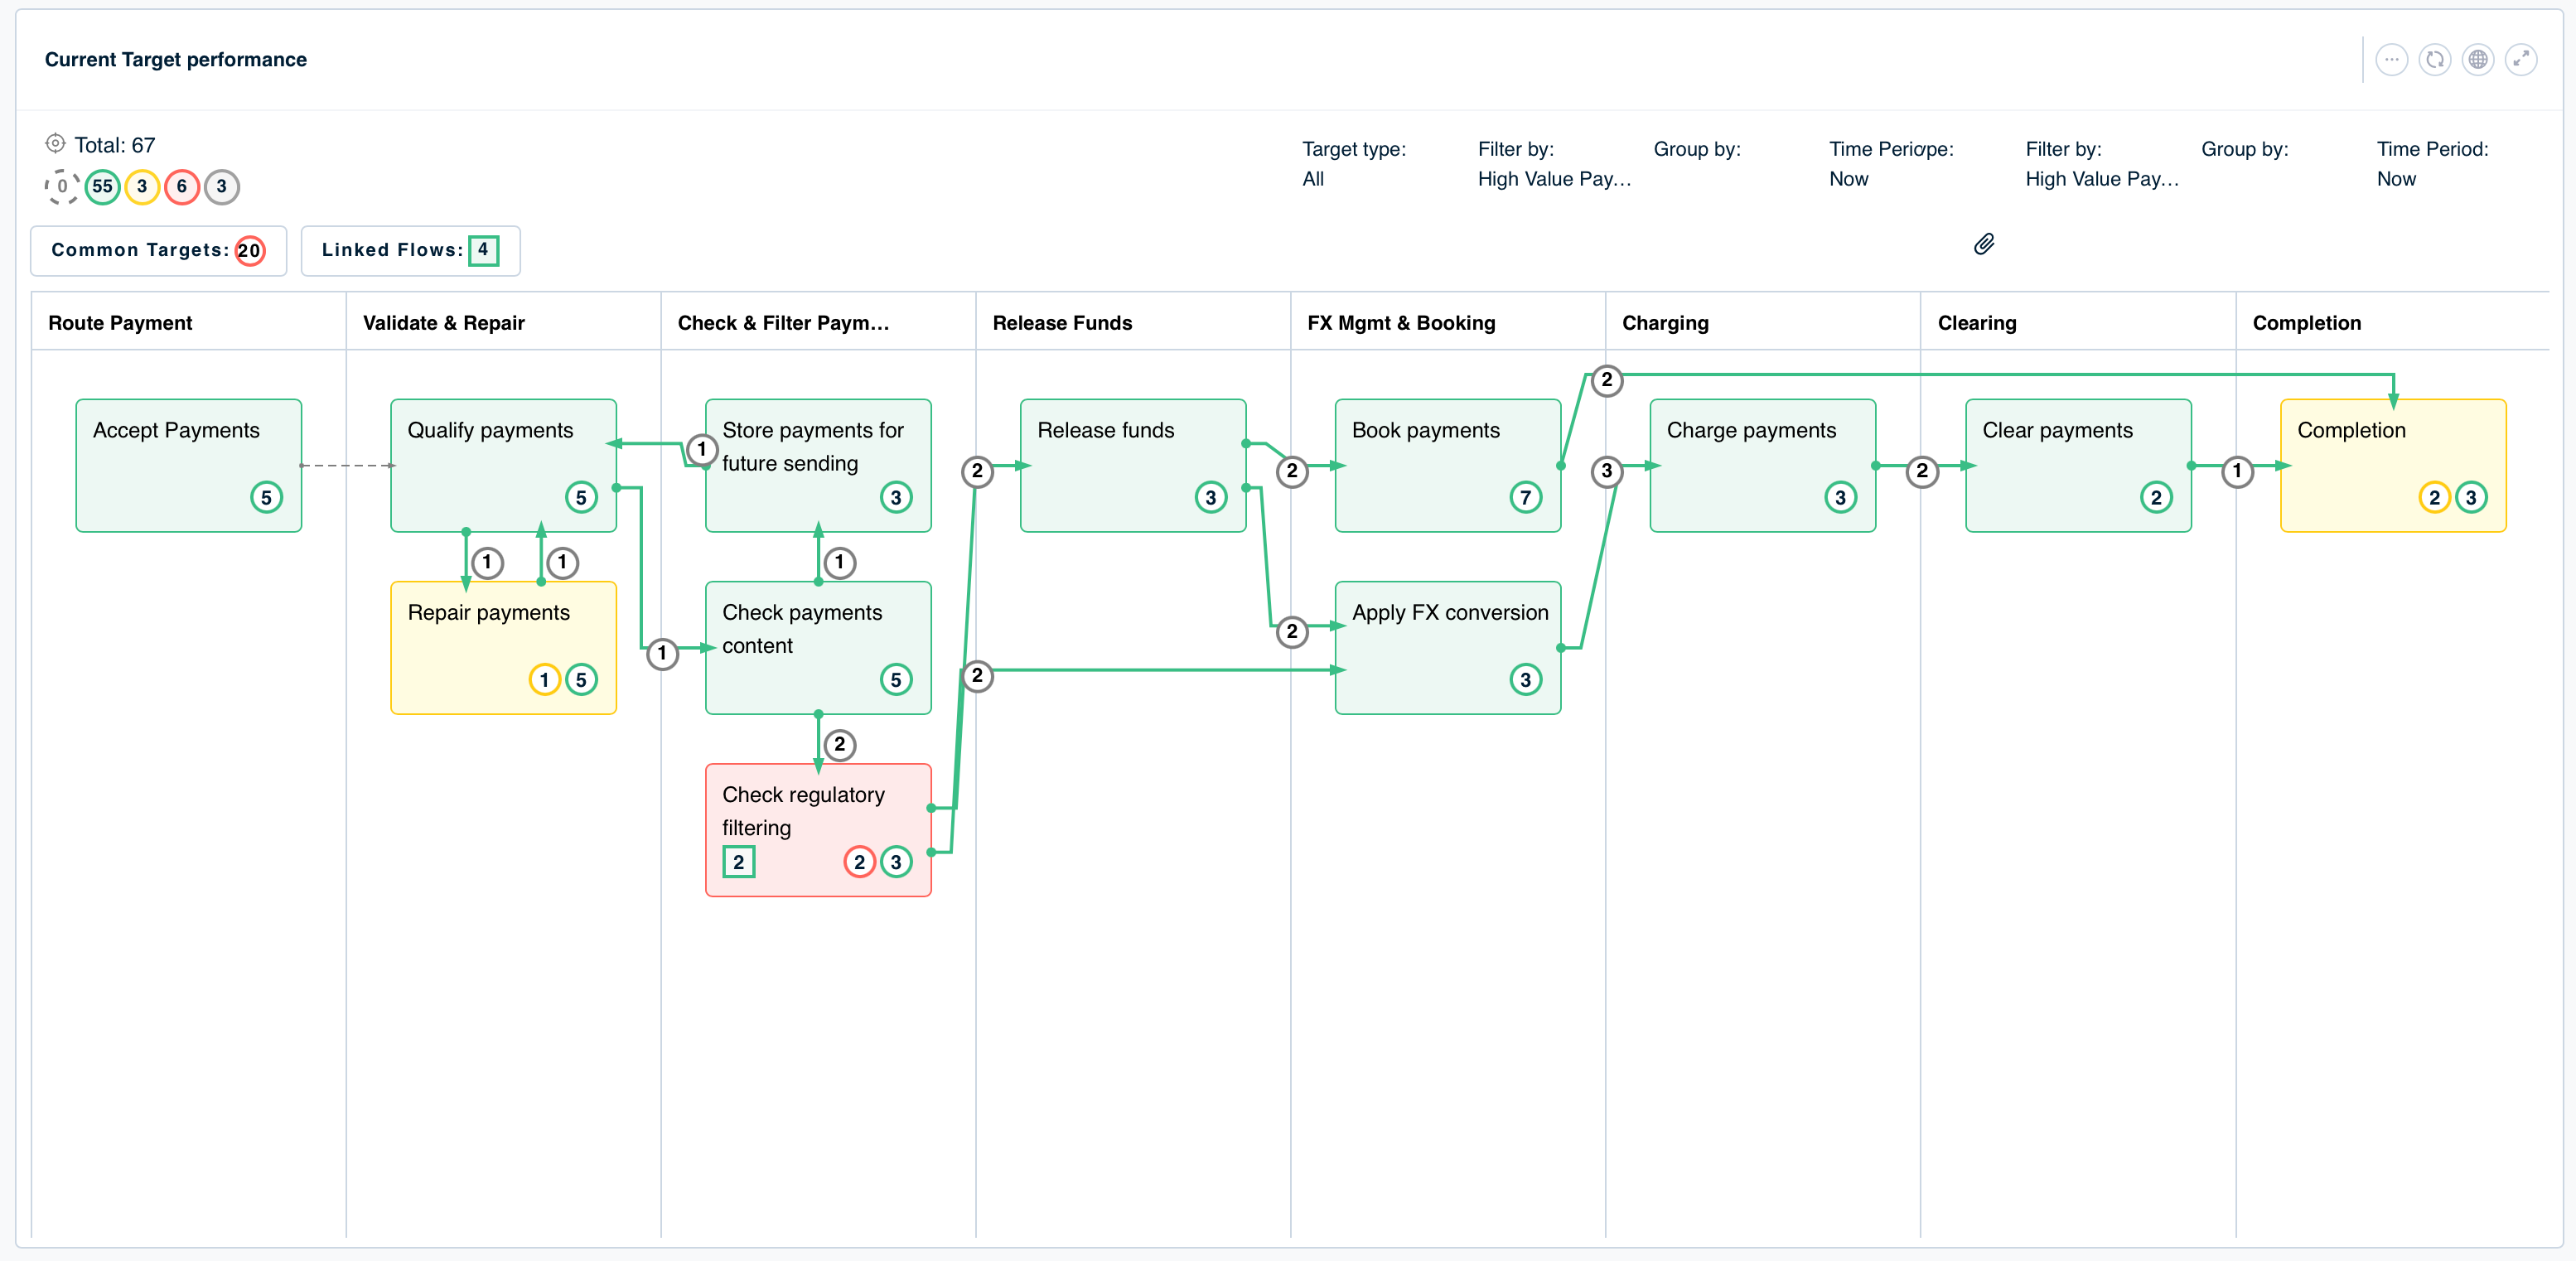 Current Target performance
Total: 67
0 55 3 6 3
Target type: Filter by: Group by: Time Perioype: Filter by: Group by: Time Period:
All High Value Pay... Now High Value Pay... Now
Common Targets: 20 Linked Flows: 4
Route Payment Validate & Repair Check & Filter Paym... Release Funds FX Mgmt & Booking Charging Clearing Completion
2
Accept Payments
5
Qualify payments
5
1
Store payments for
future sending
3
2
Release funds
3
2
Book payments
7
3
Charge payments
3
2
Clear payments
2
1
Completion
2 3
1 1 1
Repair payments
1 5
1
Check payments
content
5
2
2
Apply FX conversion
3
2
Check regulatory
filtering
2 2 3